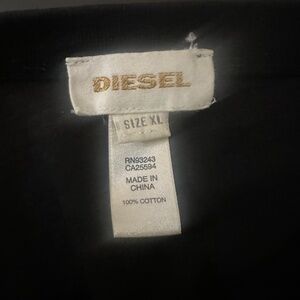 DIESEL
SIZE XL
RN93243
CA25594
MADE IN
CHINA
100% COTTON